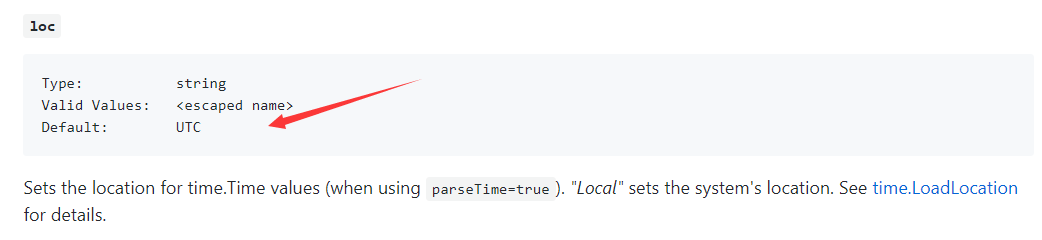 loc
Type: string
Valid Values: <escaped name>
Default: UTC
Sets the location for time.Time values (when using parseTime=true ). "Local" sets the system's location. See time.LoadLocation
for details.